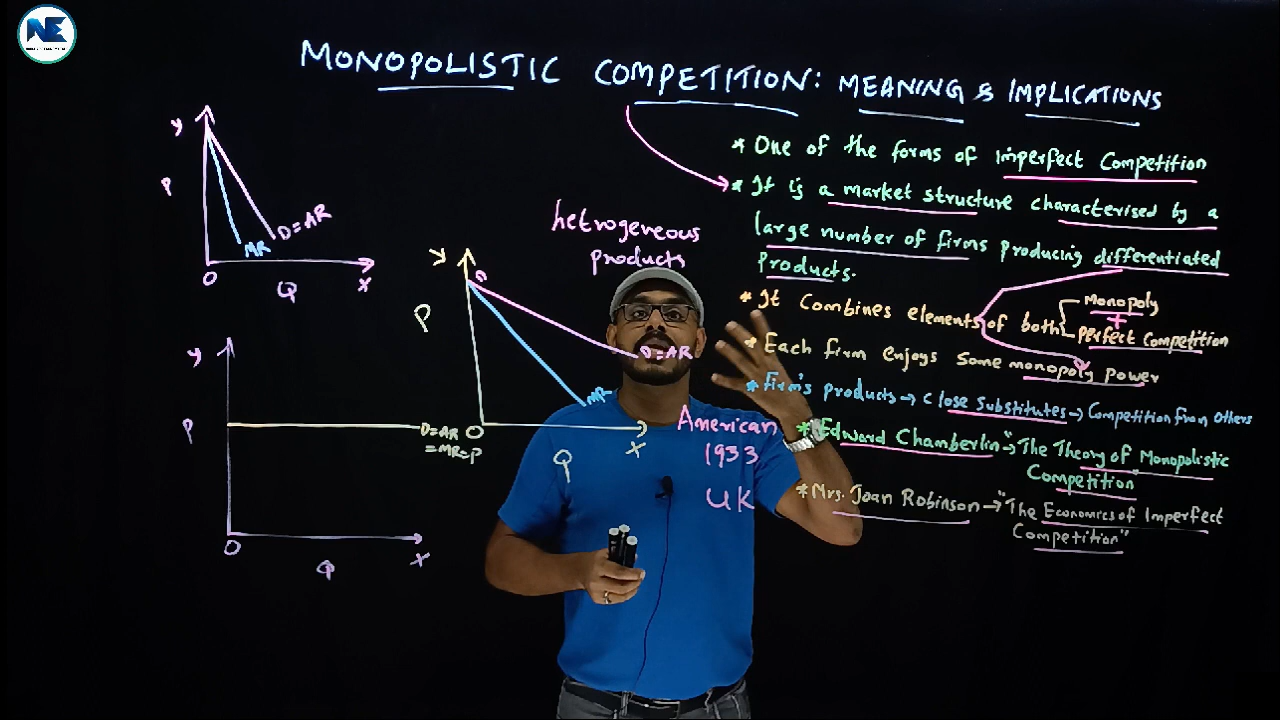 NE
MONOPOLISTIC COMPETITION: MEANING & IMPLICATIONS
* One of the forms of imperfect Competition
* It is a market structure characterised by a
large number of firms producing differentiated
Products.
* It Combines elements of both Monopoly
+
Perfect Competition
* Each firm enjoys Some monopoly power
* Firm's products → Close Substitutes → Competition from Others
* Edward Chamberlin → "The Theory of Monopolistic
Competition"
* Mrs. Joan Robinson → "The Economics of Imperfect
Competition"
hetrogeneous
products
American
1933
UK
y
P
MR
D=AR
O
Q
x
y
P
D=AR
MR
O
Q
x
y
P
D=AR
=MR=P
O
Q
x